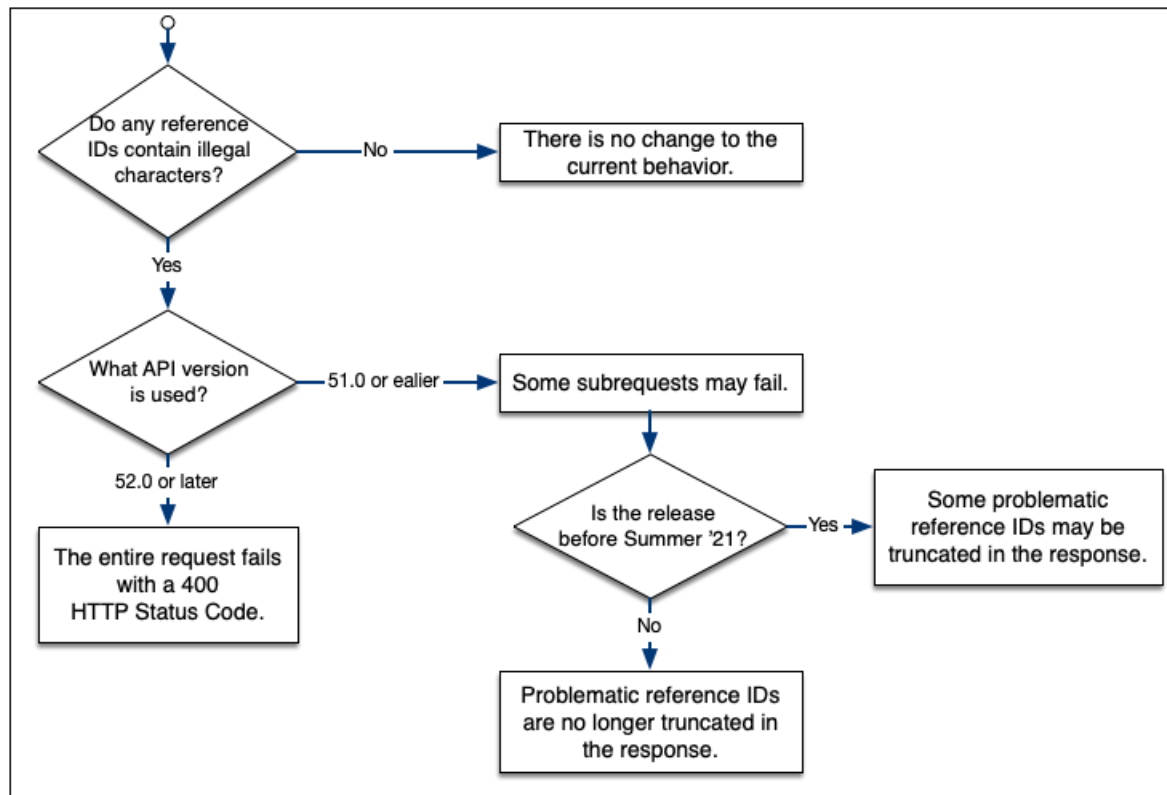 Do any reference
IDs contain illegal
characters?
No
There is no change to the
current behavior.
Yes
What API version
is used?
51.0 or ealier
Some subrequests may fail.
52.0 or later
The entire request fails
with a 400
HTTP Status Code.
Is the release
before Summer '21?
Yes
Some problematic
reference IDs may be
truncated in the response.
No
Problematic reference IDs
are no longer truncated in
the response.